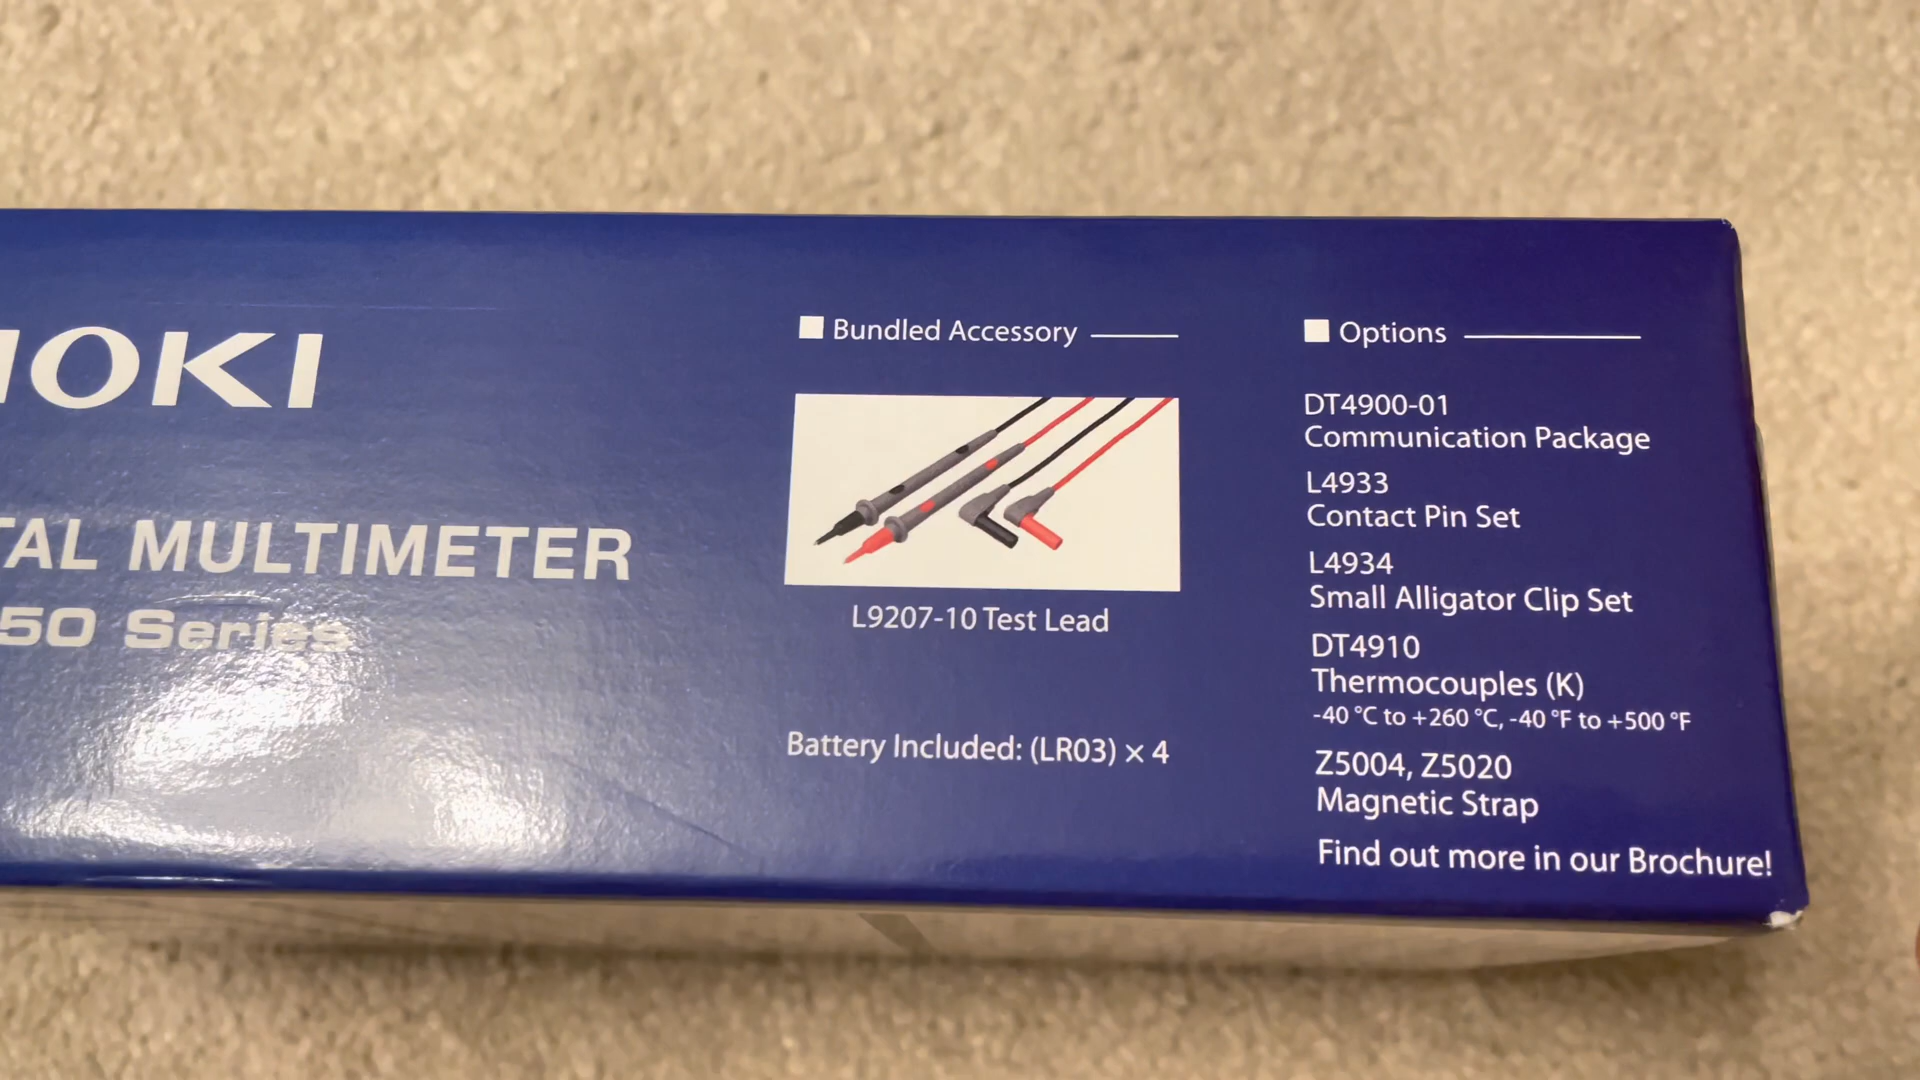 IOKI
TAL MULTIMETER
50 Series
Bundled Accessory
L9207-10 Test Lead
Battery Included: (LR03) × 4
Options
DT4900-01
Communication Package
L4933
Contact Pin Set
L4934
Small Alligator Clip Set
DT4910
Thermocouples (K)
-40 °C to +260 °C, -40 °F to +500 °F
Z5004, Z5020
Magnetic Strap
Find out more in our Brochure!